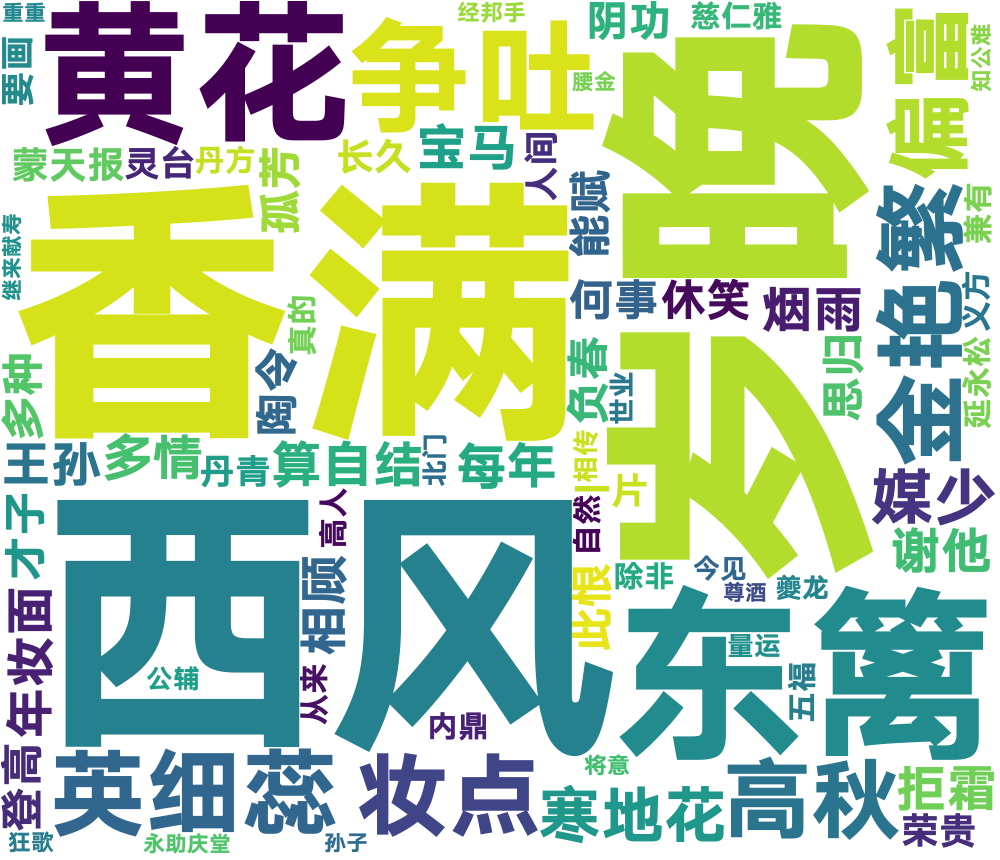 重重
经邦手
阴功
慈仁雅
黄花
争吐
岁晚
偏富
知公难
要画
腰金
蒙天报
灵台
丹方
孤芳
长久
宝马
人间
能赋
繁
兼有
继来献寿
香满
真的
何事
休笑
烟雨
艳
义方
陶令
负春
世业
思归
金
延永松
多种
王孙
多情
丹青
算自结
北门
每年
相传
一片
媒少
才子
西风
高人
自然
谢他
相顾
此恨
除非
今见
尊酒
夔龙
东篱
年妆面
公辅
从来
内鼎
量运
五福
登高
英细蕊
妆点
将意
寒地花
高秋
拒霜
荣贵
狂歌
永助庆堂
孙子